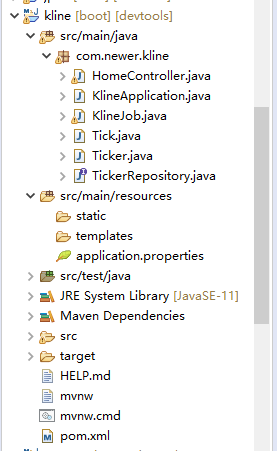 kline [boot] [devtools]
src/main/java
com.newer.kline
HomeController.java
KlineApplication.java
KlineJob.java
Tick.java
Ticker.java
TickerRepository.java
src/main/resources
static
templates
application.properties
src/test/java
JRE System Library [JavaSE-11]
Maven Dependencies
src
target
HELP.md
mvnw
mvnw.cmd
pom.xml